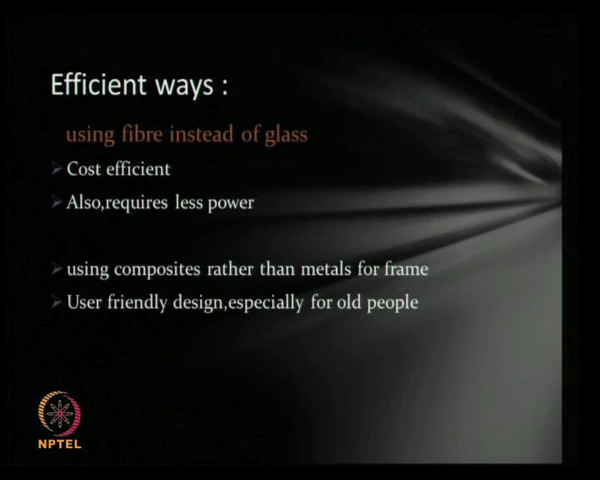 Efficient ways :
using fibre instead of glass
Cost efficient
Also,requires less power
using composites rather than metals for frame
User friendly design,especially for old people
NPTEL